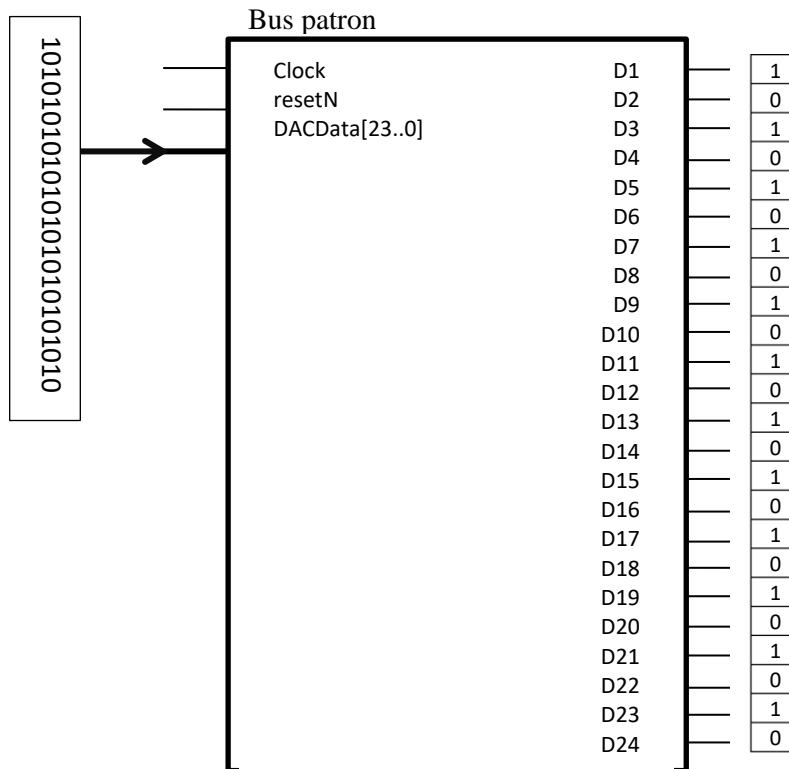 Bus patron
101010101010101010101010
Clock D1 1
resetN D2 0
DACData[23..0] D3 1
D4 0
D5 1
D6 0
D7 1
D8 0
D9 1
D10 0
D11 1
D12 0
D13 1
D14 0
D15 1
D16 0
D17 1
D18 0
D19 1
D20 0
D21 1
D22 0
D23 1
D24 0